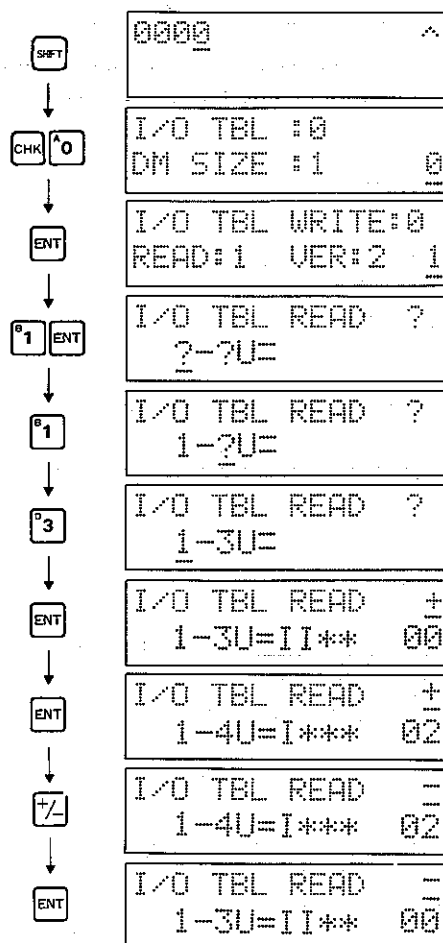 SHIFT
0000 ^
CHK A 0
I/O TBL :0
DM SIZE :1 0
ENT
I/O TBL WRITE:0
READ:1 VER:2 1
B 1 ENT
I/O TBL READ ?
?-?U=
B 1
I/O TBL READ ?
1-?U=
D 3
I/O TBL READ ?
1-3U=
ENT
I/O TBL READ +
1-3U=II** 00
ENT
I/O TBL READ +
1-4U=I*** 02
+/-
I/O TBL READ -
1-4U=I*** 02
ENT
I/O TBL READ -
1-3U=II** 00